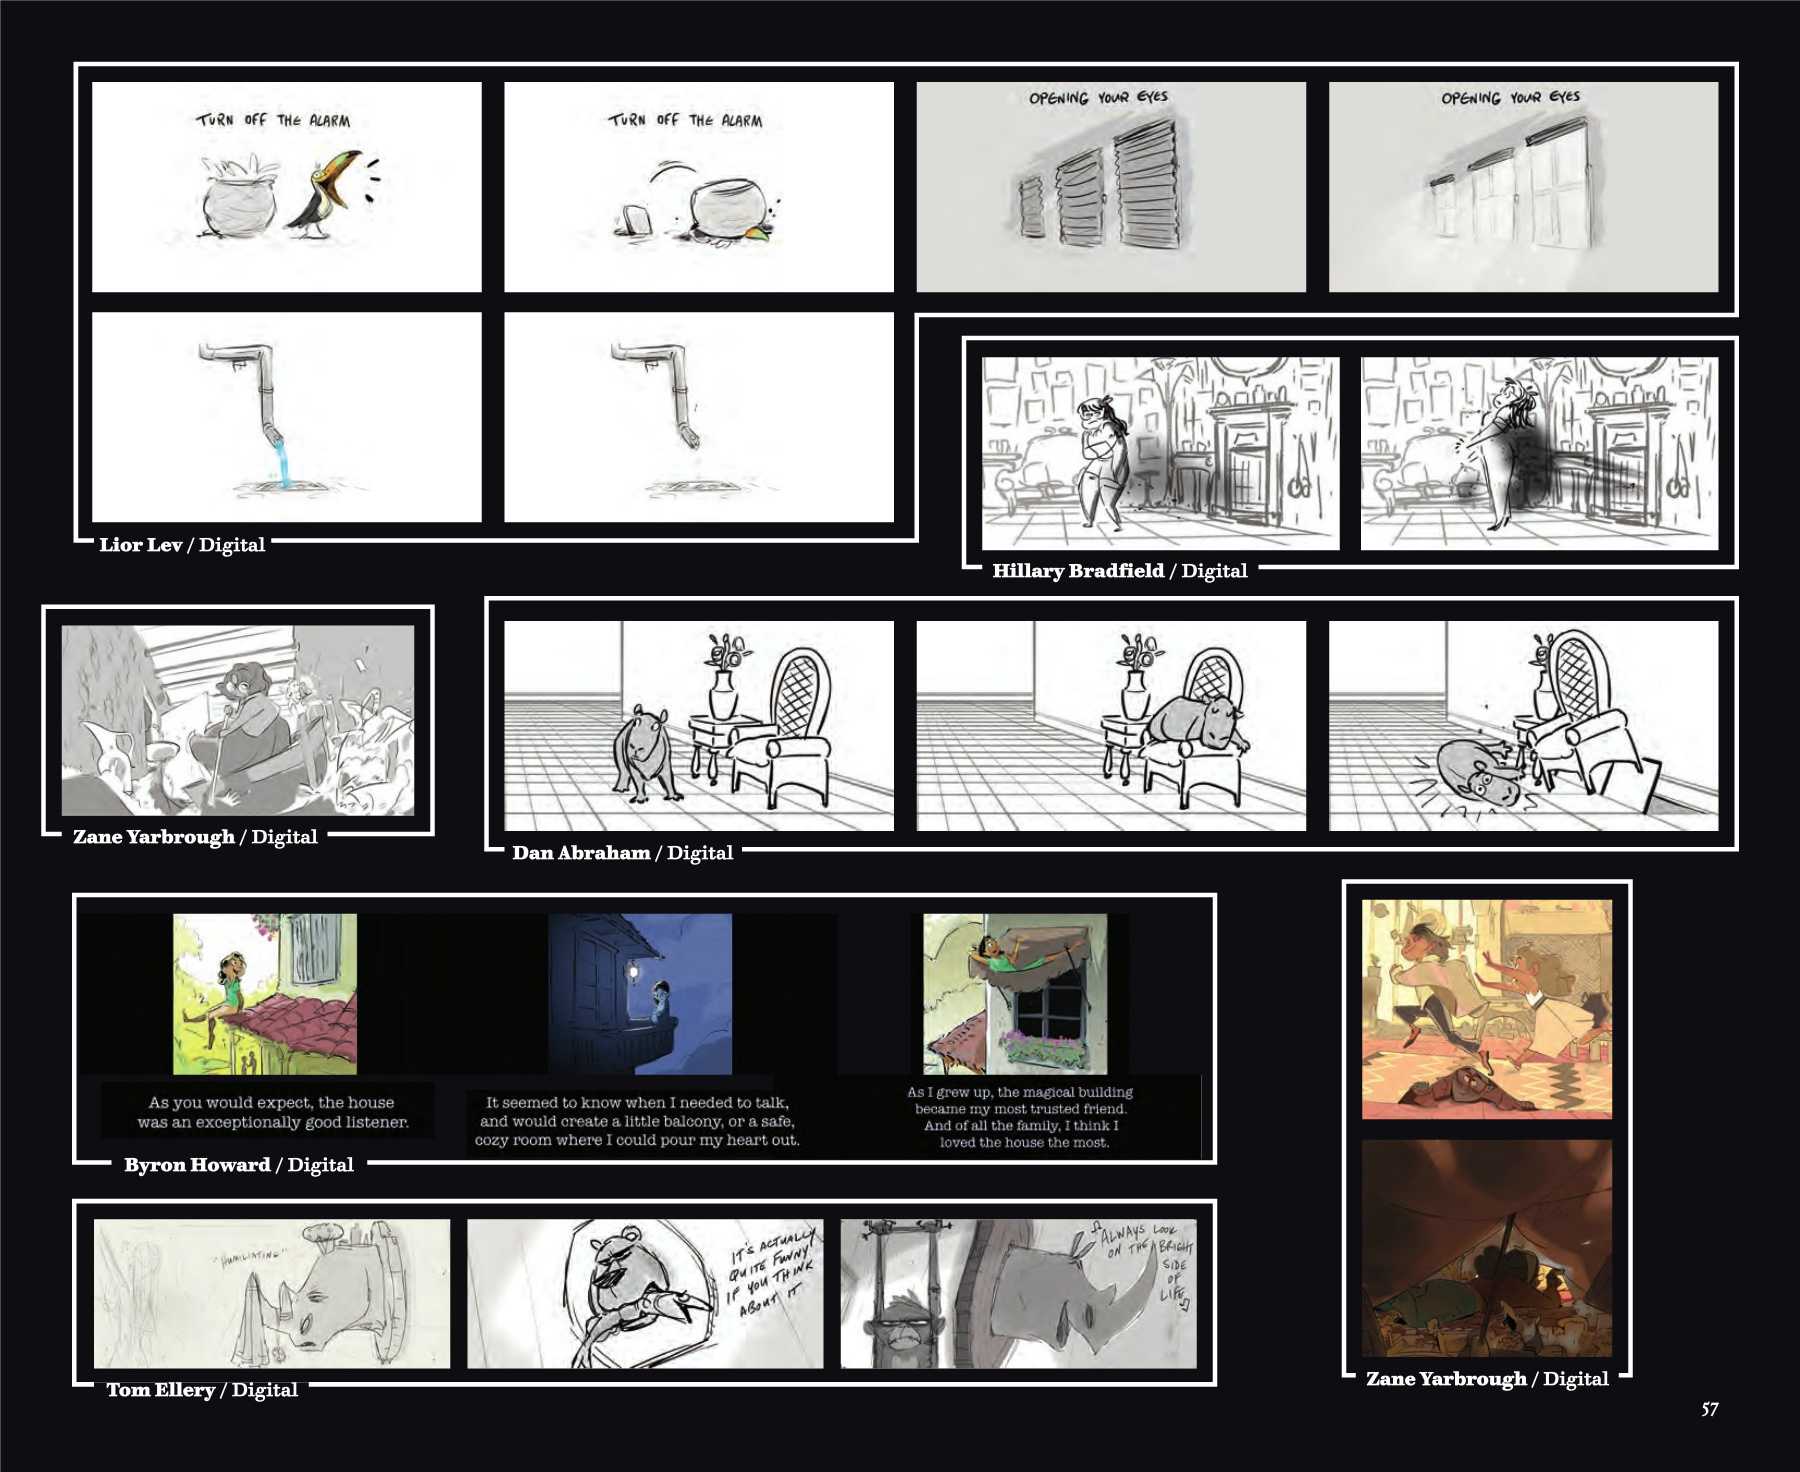 TURN OFF THE ALARM
TURN OFF THE ALARM
OPENING YOUR EYES
OPENING YOUR EYES
Lior Lev / Digital
Hillary Bradfield / Digital
Zane Yarbrough / Digital
Dan Abraham / Digital
As you would expect, the house
was an exceptionally good listener.
It seemed to know when I needed to talk,
and would create a little balcony, or a safe,
cozy room where I could pour my heart out.
As I grew up, the magical building
became my most trusted friend.
And of all the family, I think I
loved the house the most.
Byron Howard / Digital
"HUMILIATING"
IT'S ACTUALLY
QUITE FUNNY
IF YOU THINK
ABOUT IT
♫ ALWAYS LOOK
ON THE BRIGHT
SIDE
OF
LIFE ♫
Tom Ellery / Digital
Zane Yarbrough / Digital
57